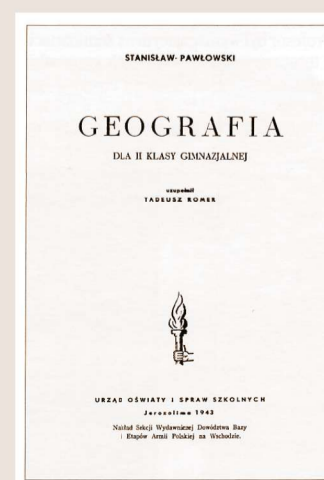 STANISŁAW PAWŁOWSKI
GEOGRAFIA
DLA II KLASY GIMNAZJALNEJ
uzupełnił
TADEUSZ ROMER
URZĄD OŚWIATY I SPRAW SZKOLNYCH
Jerozolima 1943
Nakład Sekcji Wydawniczej Dowództwa Bazy
i Etapów Armii Polskiej na Wschodzie.